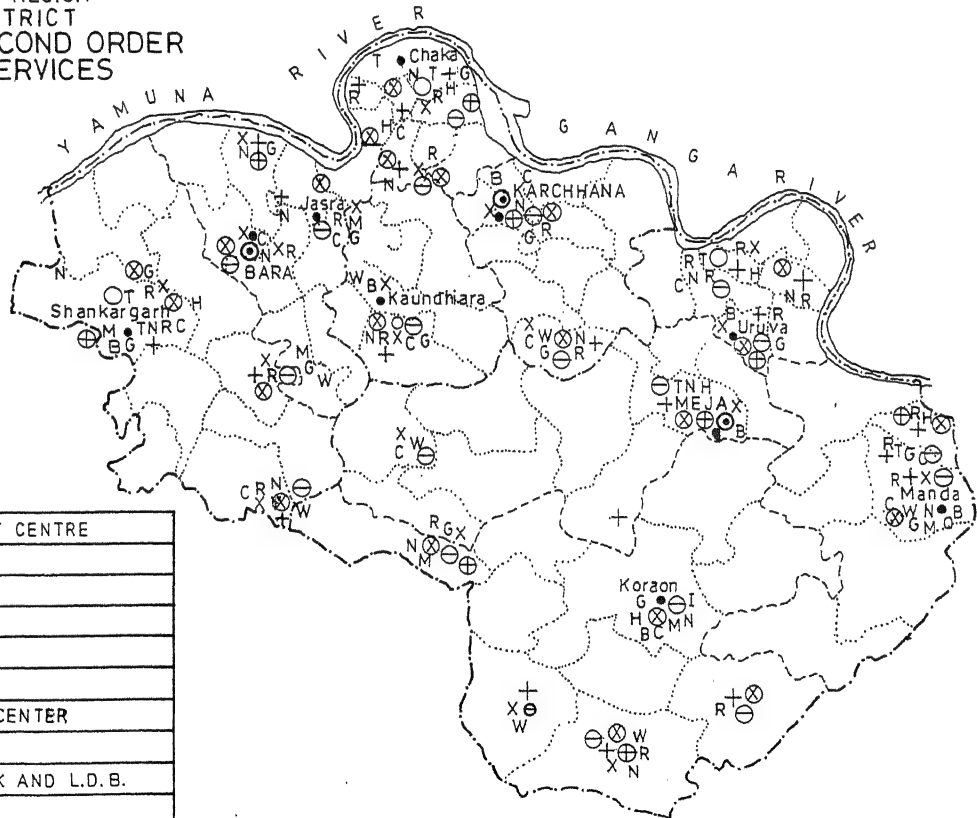 TRICT
COND ORDER
ERVICES
YAMUNA RIVER
GANGA RIVER
T Chaka
N T + G
R H
R
H C
X + G
N
R
N
N
B C
KARCHHANA
N
G R
Jasra R X
M
C G
X C
N X R
BARA
N
G
R X
T H
Shankargarh
M T N R C
B G
W B X
Kaundhiara
N R X C G
X W N
C R
G
R T R X
C N R + H
N R
B + R
X Uruva
G
M
G W
+ R
T N H
+ MEJA X
B
X W
C
C R N
X W
R G X
N
M
R H
R + T G C
R + X
Manda
C W N B
G M O
Koraon
G I
H M N
B C
X W
R
W
R
X N
CENTRE
CENTER
K AND L.D.B.